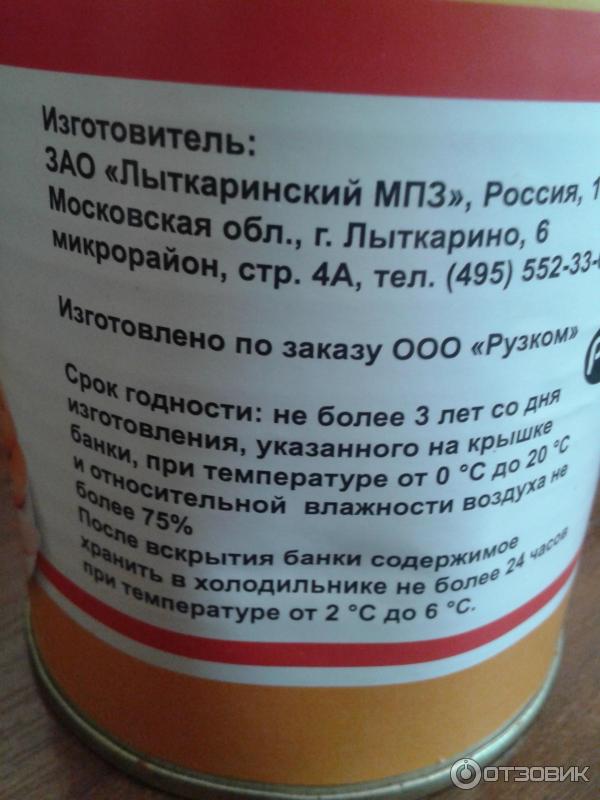 Изготовитель:
ЗАО «Лыткаринский МПЗ», Россия, 1
Московская обл., г. Лыткарино, 6
микрорайон, стр. 4А, тел. (495) 552-33-
Изготовлено по заказу ООО «Рузком»
Срок годности: не более 3 лет со дня
изготовления, указанного на крышке
банки, при температуре от 0 °С до 20 °С
и относительной влажности воздуха не
более 75%
После вскрытия банки содержимое
хранить в холодильнике не более 24 часов
при температуре от 2 °С до 6 °С.
ОТЗОВИК